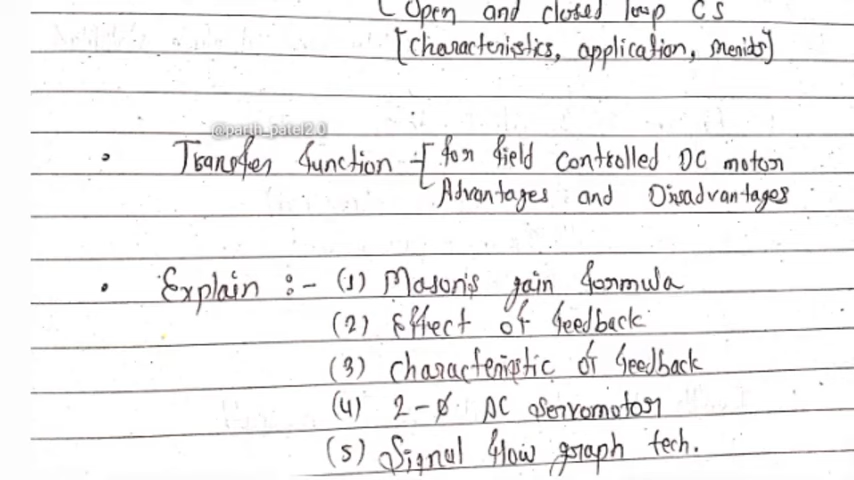 Open and closed loop CS
[characteristics, application, merits]
@parth_patel2.0
• Transfer function - [for field controlled DC motor
Advantages and Disadvantages
• Explain :- (1) Mason's gain formula
(2) Effect of feedback
(3) characteristic of feedback
(4) 2-ϕ AC servomotor
(5) Signal flow graph tech.